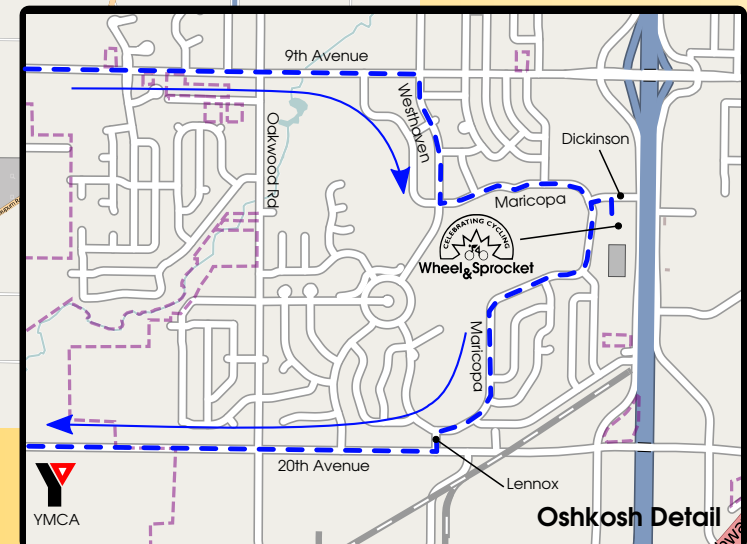 9th Avenue
Westhaven
Oakwood Rd
Dickinson
Maricopa
CELEBRATING CYCLING
Wheel & Sprocket
Maricopa
20th Avenue
Lennox
YMCA
Oshkosh Detail